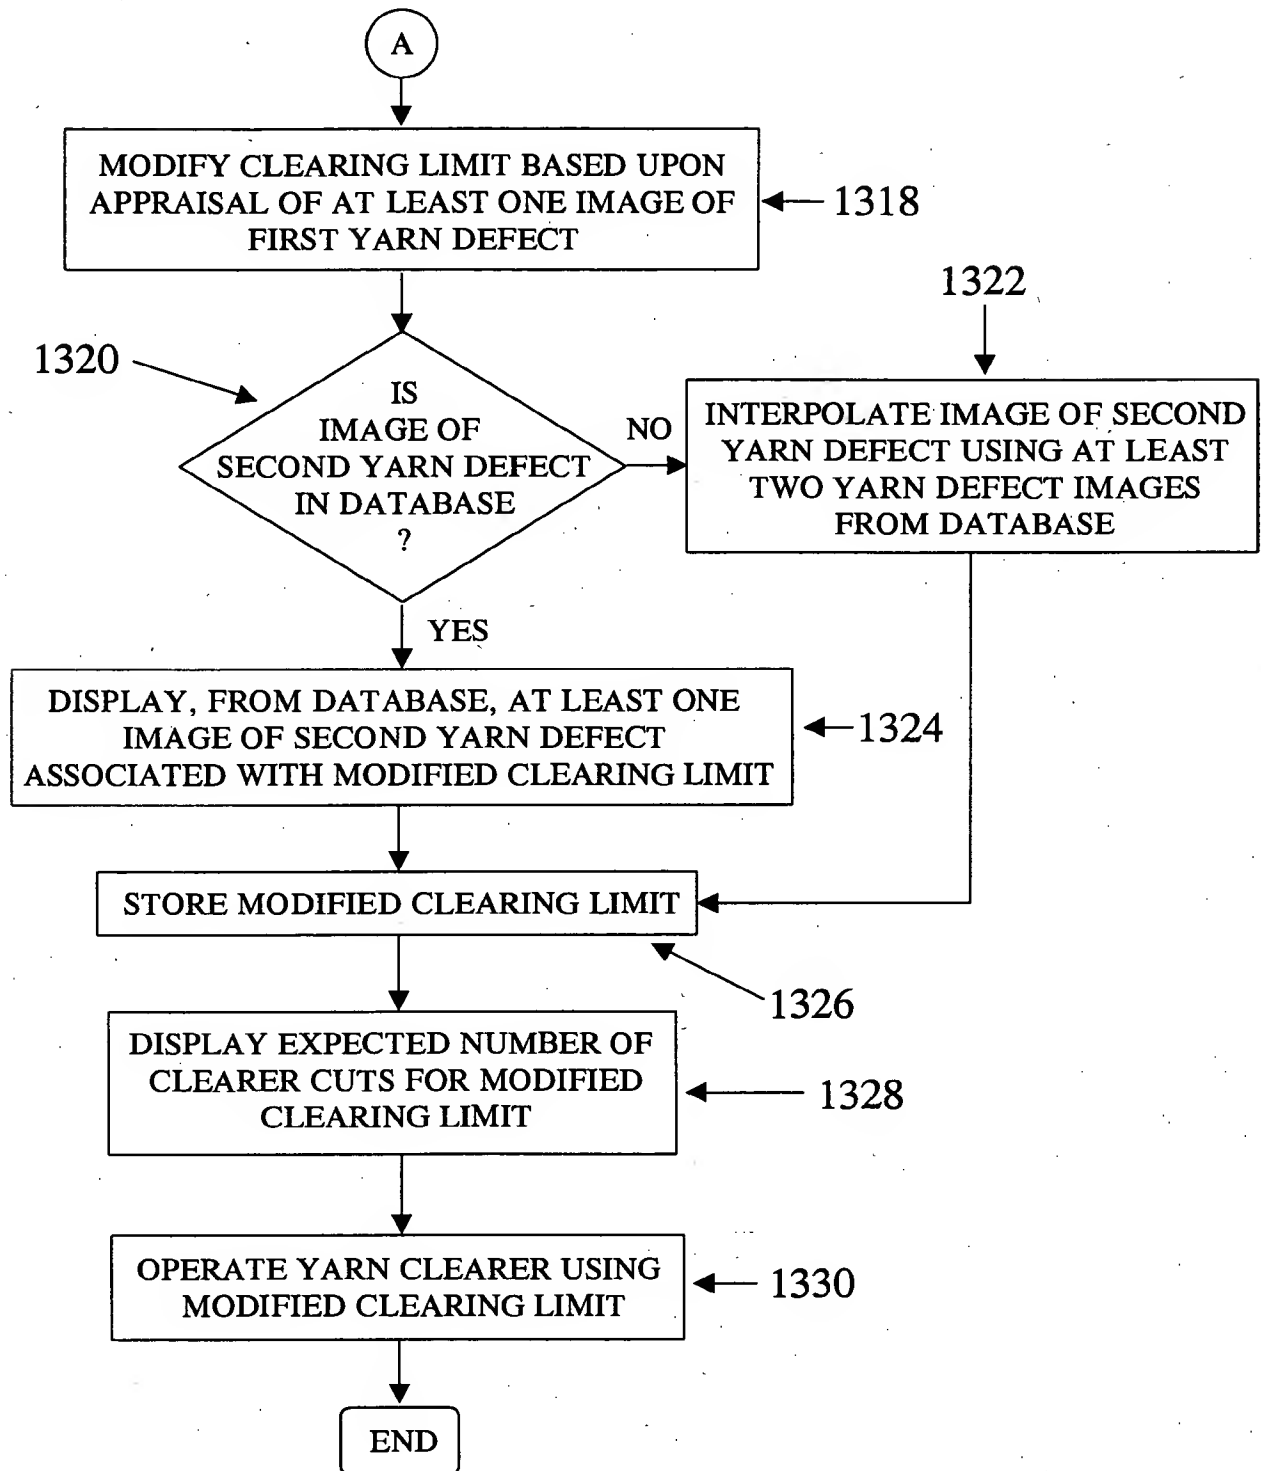 A
MODIFY CLEARING LIMIT BASED UPON
APPRAISAL OF AT LEAST ONE IMAGE OF
FIRST YARN DEFECT
1318
1322
1320
IS
IMAGE OF
SECOND YARN DEFECT
IN DATABASE
?
NO
INTERPOLATE IMAGE OF SECOND
YARN DEFECT USING AT LEAST
TWO YARN DEFECT IMAGES
FROM DATABASE
YES
DISPLAY, FROM DATABASE, AT LEAST ONE
IMAGE OF SECOND YARN DEFECT
ASSOCIATED WITH MODIFIED CLEARING LIMIT
1324
STORE MODIFIED CLEARING LIMIT
1326
DISPLAY EXPECTED NUMBER OF
CLEARER CUTS FOR MODIFIED
CLEARING LIMIT
1328
OPERATE YARN CLEARER USING
MODIFIED CLEARING LIMIT
1330
END